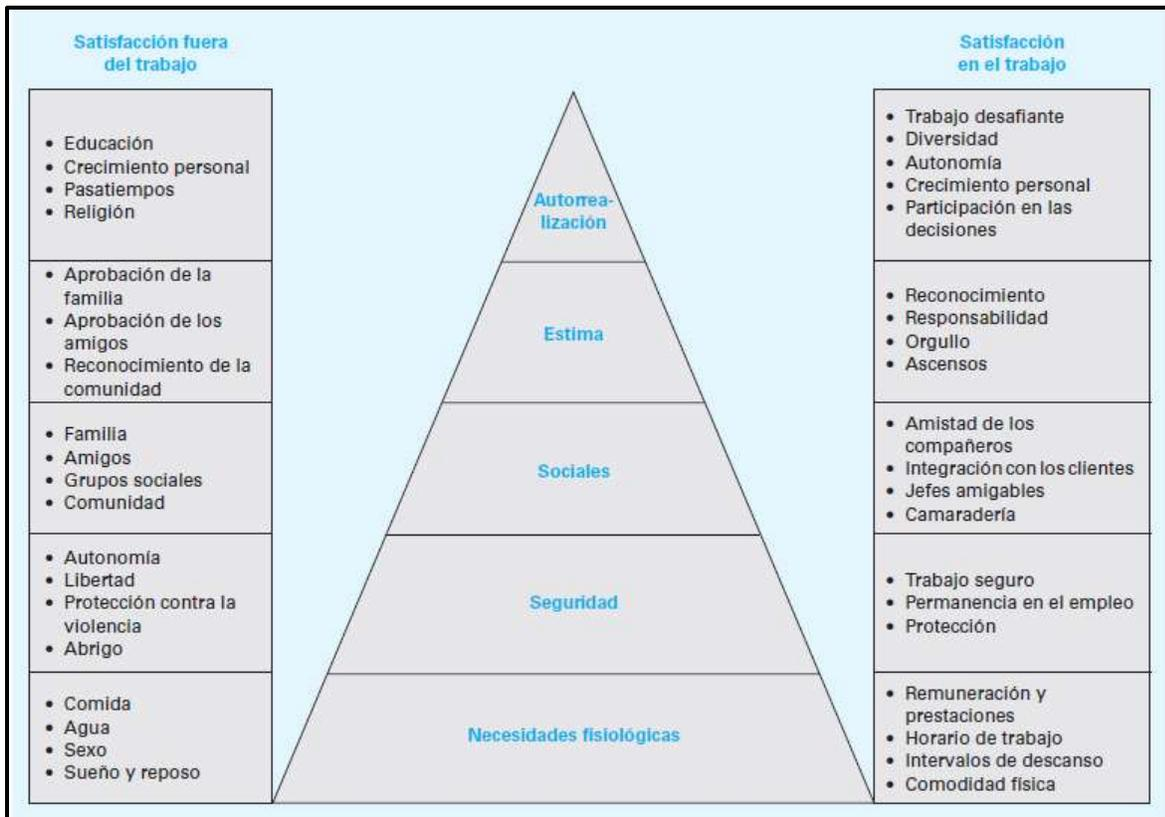 Satisfacción fuera
del trabajo
• Educación
• Crecimiento personal
• Pasatiempos
• Religión
• Aprobación de la
familia
• Aprobación de los
amigos
• Reconocimiento de la
comunidad
• Familia
• Amigos
• Grupos sociales
• Comunidad
• Autonomía
• Libertad
• Protección contra la
violencia
• Abrigo
• Comida
• Agua
• Sexo
• Sueño y reposo
Autorrea-
lización
Estima
Sociales
Seguridad
Necesidades fisiológicas
Satisfacción
en el trabajo
• Trabajo desafiante
• Diversidad
• Autonomía
• Crecimiento personal
• Participación en las
decisiones
• Reconocimiento
• Responsabilidad
• Orgullo
• Ascensos
• Amistad de los
compañeros
• Integración con los clientes
• Jefes amigables
• Camaradería
• Trabajo seguro
• Permanencia en el empleo
• Protección
• Remuneración y
prestaciones
• Horario de trabajo
• Intervalos de descanso
• Comodidad física